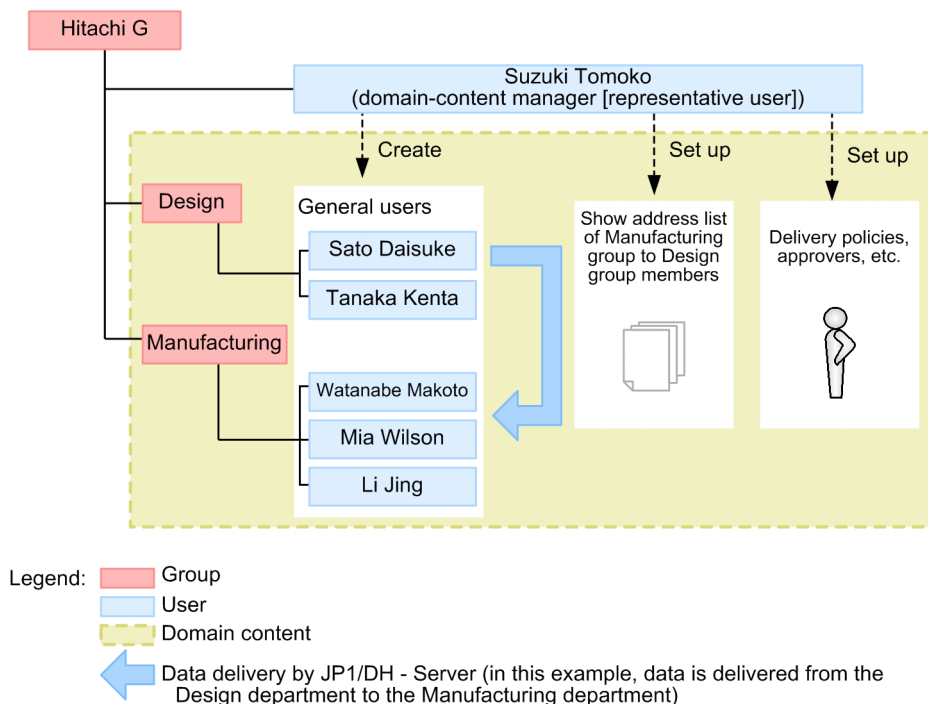 Hitachi G
Suzuki Tomoko
(domain-content manager [representative user])
Create
Set up
Set up
Design
General users
Sato Daisuke
Tanaka Kenta
Manufacturing
Watanabe Makoto
Mia Wilson
Li Jing
Show address list
of Manufacturing
group to Design
group members
Delivery policies,
approvers, etc.
Legend:
Group
User
Domain content
Data delivery by JP1/DH - Server (in this example, data is delivered from the
Design department to the Manufacturing department)